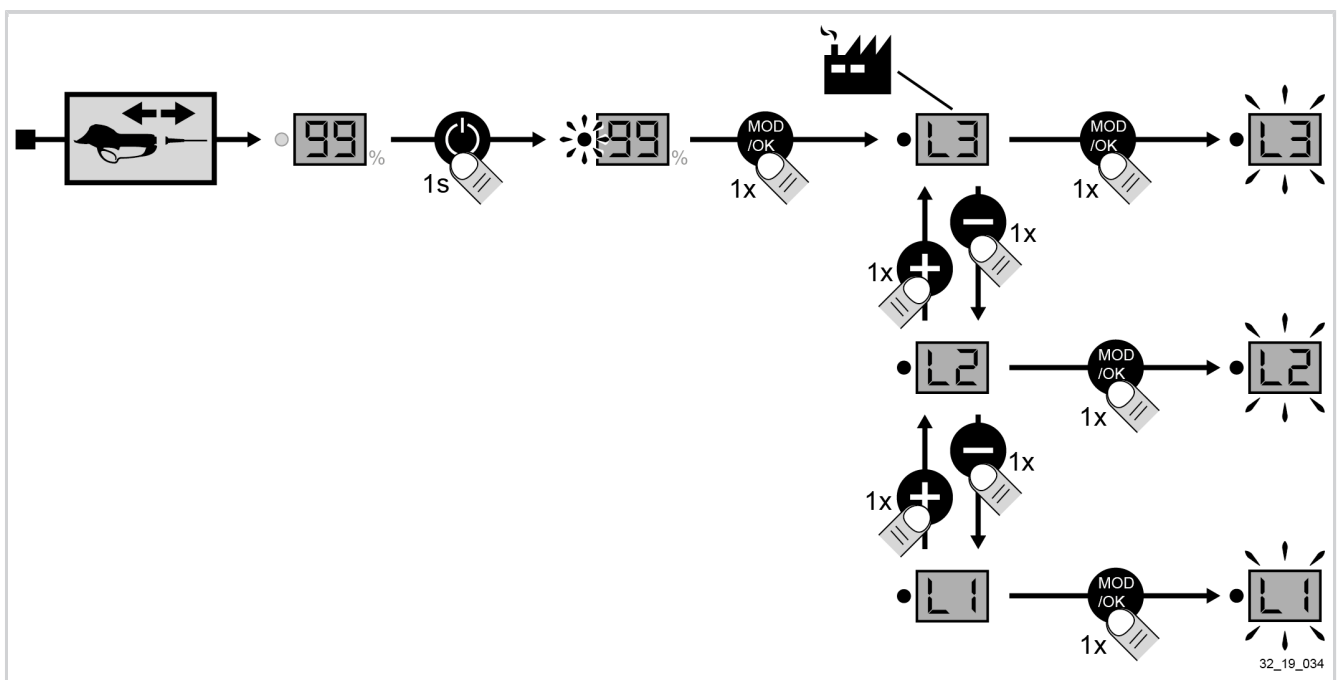 99
%
1s
99
%
MOD
/OK
1x
L3
MOD
/OK
1x
L3
1x
1x
L2
MOD
/OK
1x
L2
1x
1x
L1
MOD
/OK
1x
L1
32_19_034